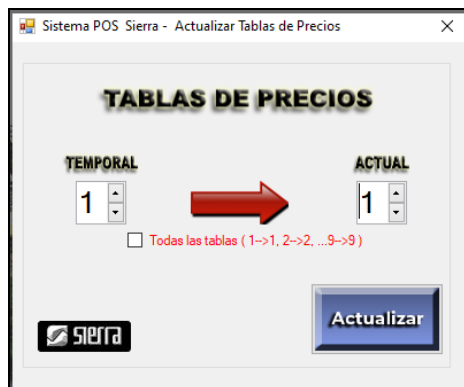 Sistema POS  Sierra -  Actualizar Tablas de Precios
TABLAS DE PRECIOS
TEMPORAL
ACTUAL
1
1
Todas las tablas ( 1-->1, 2-->2, ...9-->9 )
Actualizar
sierra